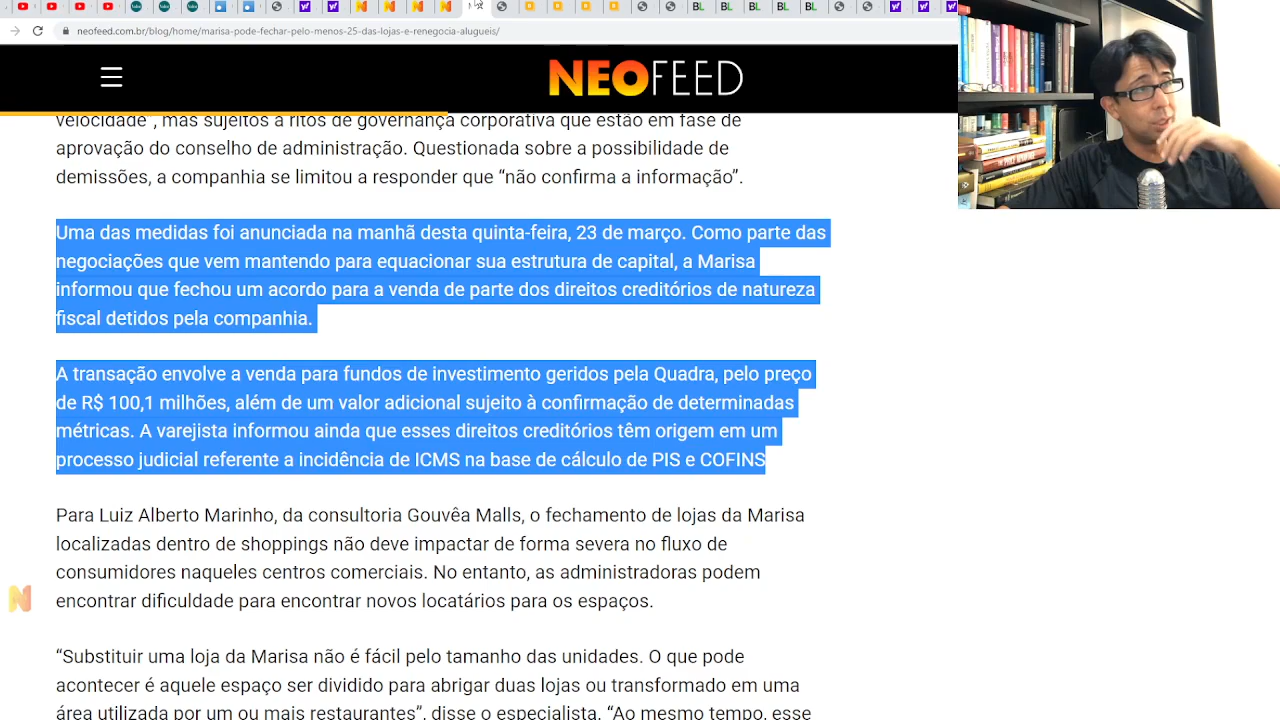 neofeed.com.br/blog/home/marisa-pode-fechar-pelo-menos-25-das-lojas-e-renegocia-alugueis/
NEOFEED
velocidade”, mas sujeitos a ritos de governança corporativa que estão em fase de
aprovação do conselho de administração. Questionada sobre a possibilidade de
demissões, a companhia se limitou a responder que “não confirma a informação”.
Uma das medidas foi anunciada na manhã desta quinta-feira, 23 de março. Como parte das
negociações que vem mantendo para equacionar sua estrutura de capital, a Marisa
informou que fechou um acordo para a venda de parte dos direitos creditórios de natureza
fiscal detidos pela companhia.
A transação envolve a venda para fundos de investimento geridos pela Quadra, pelo preço
de R$ 100,1 milhões, além de um valor adicional sujeito à confirmação de determinadas
métricas. A varejista informou ainda que esses direitos creditórios têm origem em um
processo judicial referente a incidência de ICMS na base de cálculo de PIS e COFINS
Para Luiz Alberto Marinho, da consultoria Gouvêa Malls, o fechamento de lojas da Marisa
localizadas dentro de shoppings não deve impactar de forma severa no fluxo de
consumidores naqueles centros comerciais. No entanto, as administradoras podem
encontrar dificuldade para encontrar novos locatários para os espaços.
“Substituir uma loja da Marisa não é fácil pelo tamanho das unidades. O que pode
acontecer é aquele espaço ser dividido para abrigar duas lojas ou transformado em uma
área utilizada por um ou mais restaurantes”, disse o especialista. “Ao mesmo tempo, esse